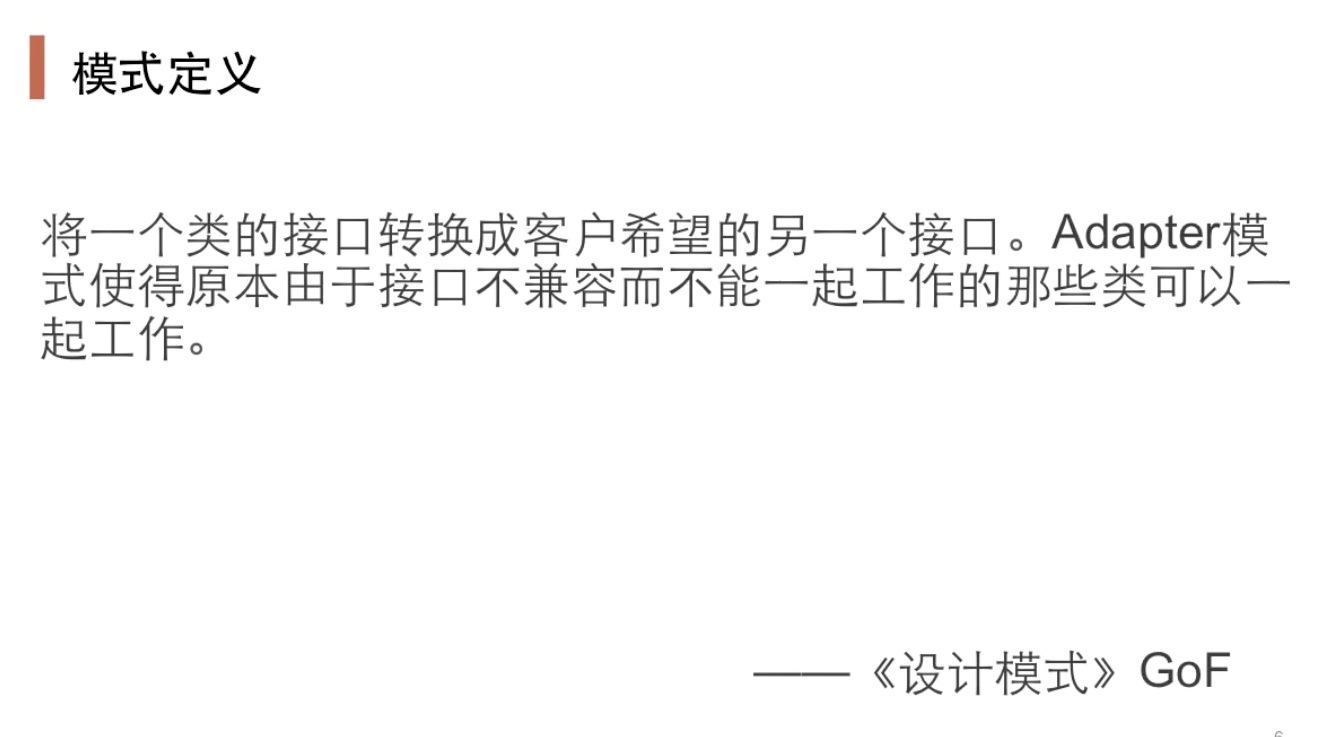 模式定义
将一个类的接口转换成客户希望的另一个接口。Adapter模
式使得原本由于接口不兼容而不能一起工作的那些类可以一
起工作。
——《设计模式》GoF
6